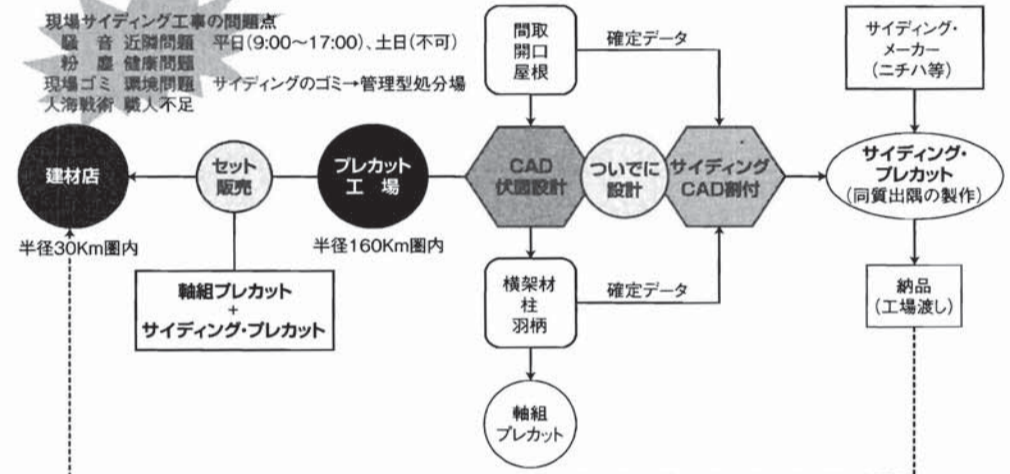 現場サイディング工事の問題点
騒　音 近隣問題　平日(9:00〜17:00)、土日(不可)
粉　塵 健康問題
現場ゴミ 環境問題　サイディングのゴミ→管理型処分場
人海戦術 職人不足
間取
開口
屋根
確定データ
サイディング・
メーカー
(ニチハ等)
建材店
セット
販売
プレカット
工　場
CAD
伏図設計
ついでに
設計
サイディング
CAD割付
サイディング・
プレカット
(同質出隅の製作)
半径30Km圏内
半径160Km圏内
軸組プレカット
+
サイディング・プレカット
横架材
柱
羽柄
確定データ
納品
(工場渡し)
軸組
プレカット